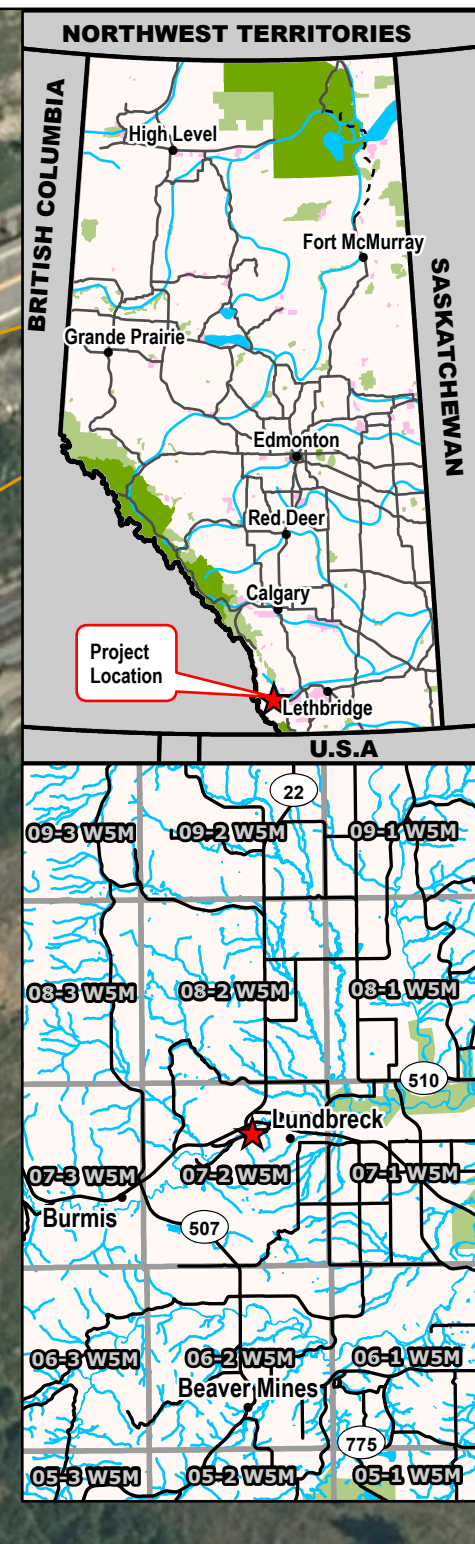 NORTHWEST TERRITORIES
BRITISH COLUMBIA
High Level
Fort McMurray
SASKATCHEWAN
Grande Prairie
Edmonton
Red Deer
Calgary
Project
Location
Lethbridge
U.S.A
22
09-3 W5M
09-2 W5M
09-1 W5M
08-3 W5M
08-2 W5M
08-1 W5M
510
Lundbreck
07-3 W5M
07-2 W5M
07-1 W5M
Burmis
507
06-3 W5M
06-2 W5M
06-1 W5M
Beaver Mines
775
05-3 W5M
05-2 W5M
05-1 W5M